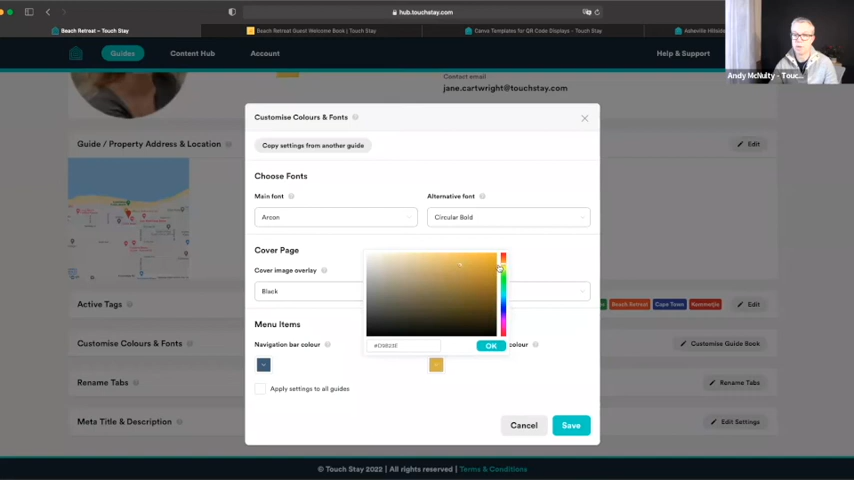 hub.touchstay.com
Beach Retreat – Touch Stay
Beach Retreat Guest Welcome Book | Touch Stay
Canva Templates for QR Code Displays - Touch Stay
Asheville Hillside
Guides
Content Hub
Account
Help & Support
Andy McNulty - Touc...
Contact email
jane.cartwright@touchstay.com
Customise Colours & Fonts
Copy settings from another guide
Guide / Property Address & Location
Edit
Choose Fonts
Main font
Alternative font
Arcon
Circular Bold
Cover Page
Cover image overlay
Black
Active Tags
Beach Retreat
Cape Town
Kommetjie
Edit
Menu Items
Customise Colours & Fonts
Navigation bar colour
OK
colour
Customise Guide Book
Rename Tabs
Apply settings to all guides
Rename Tabs
Meta Title & Description
Cancel
Save
Edit Settings
© Touch Stay 2022 | All rights reserved | Terms & Conditions